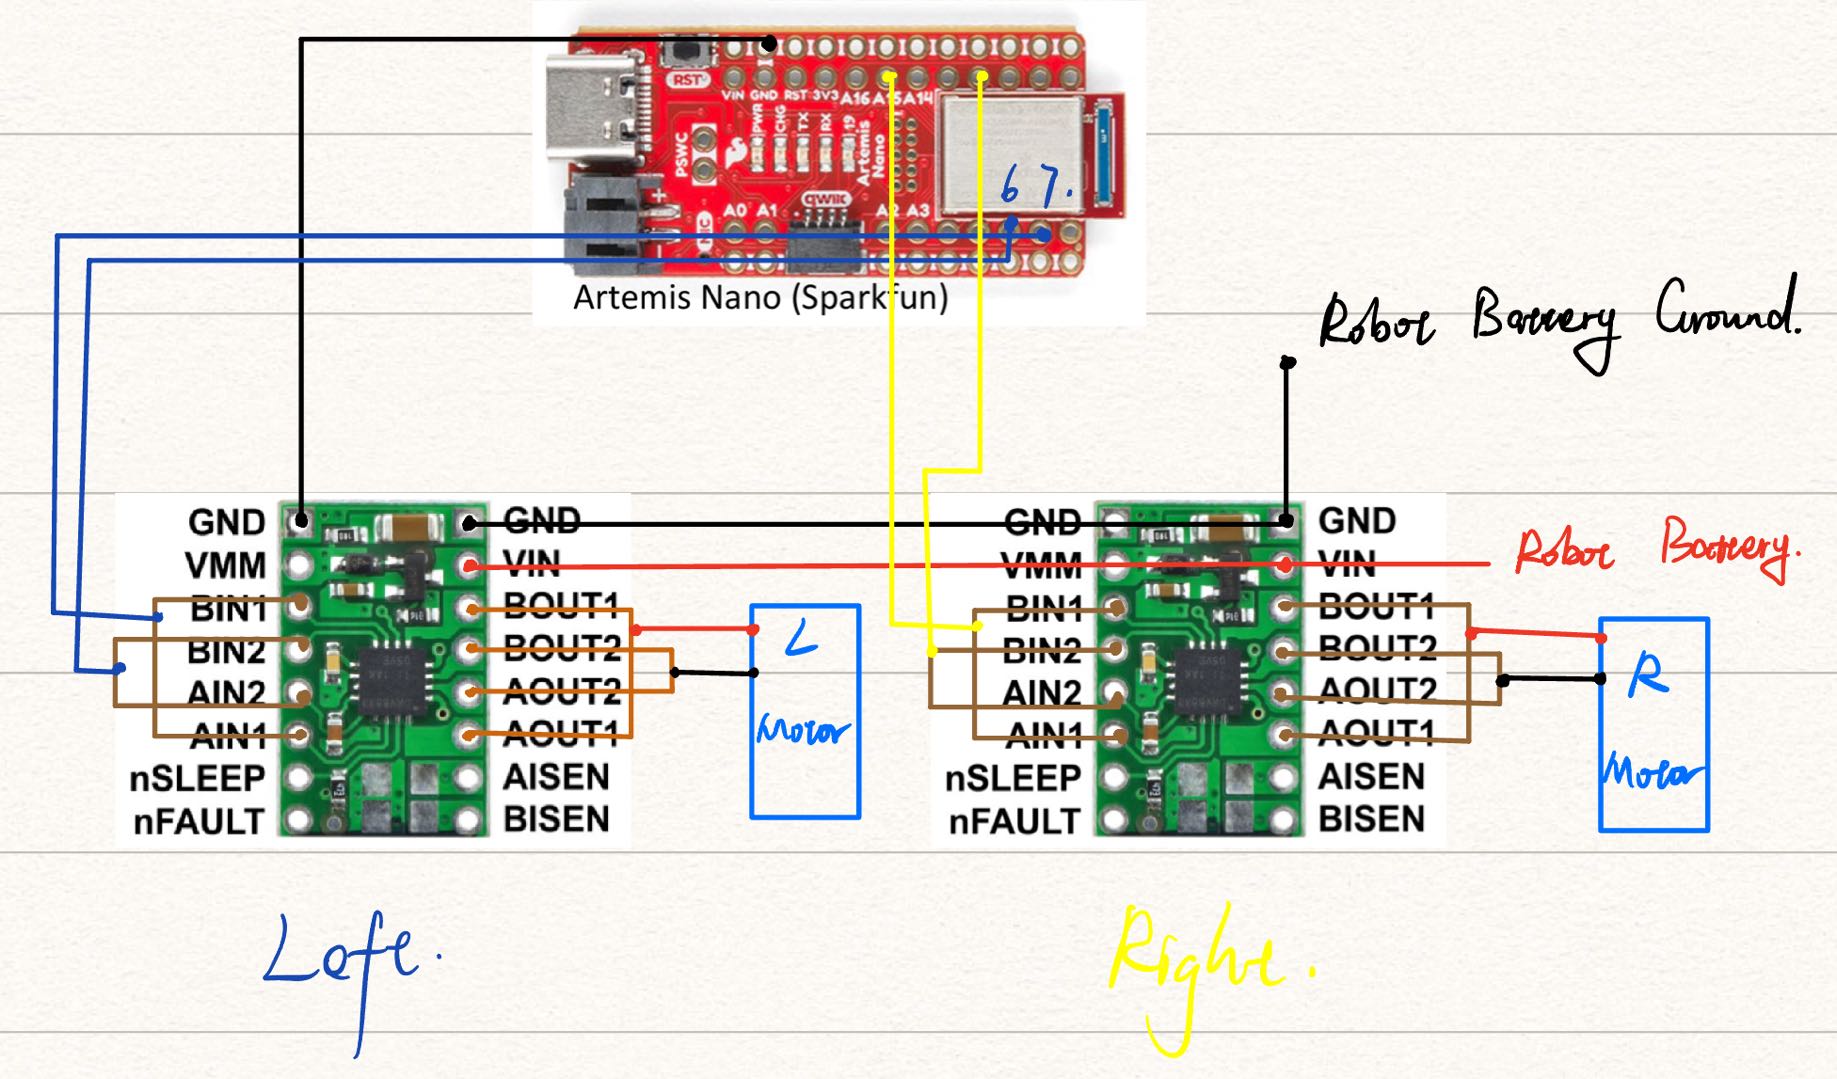 RST
VIN GND RST 3V3 A16 A15 A14
PWR CHG TX RX 19
PSWC
Artemis Nano
qwiic
A0 A1 A2 A3
MIC
+
-
6 7.
Artemis Nano (Sparkfun)
Robot Battery Ground.
GND GND
VMM VIN
BIN1 BOUT1
BIN2 BOUT2
AIN2 AOUT2
AIN1 AOUT1
nSLEEP AISEN
nFAULT BISEN
L
Motor
GND GND
VMM VIN
BIN1 BOUT1
BIN2 BOUT2
AIN2 AOUT2
AIN1 AOUT1
nSLEEP AISEN
nFAULT BISEN
Robot Battery.
R
Motor
Left.
Right.